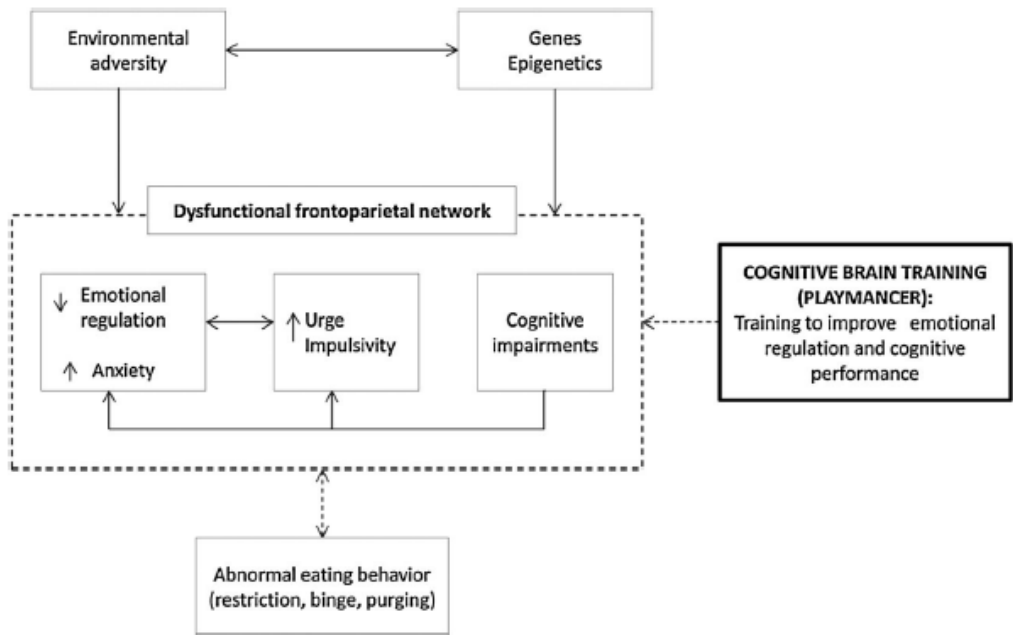 Environmental
adversity
Genes
Epigenetics
Dysfunctional frontoparietal network
↓ Emotional
regulation
↑ Anxiety
↑ Urge
Impulsivity
Cognitive
impairments
COGNITIVE BRAIN TRAINING
(PLAYMANCER):
Training to improve emotional
regulation and cognitive
performance
Abnormal eating behavior
(restriction, binge, purging)